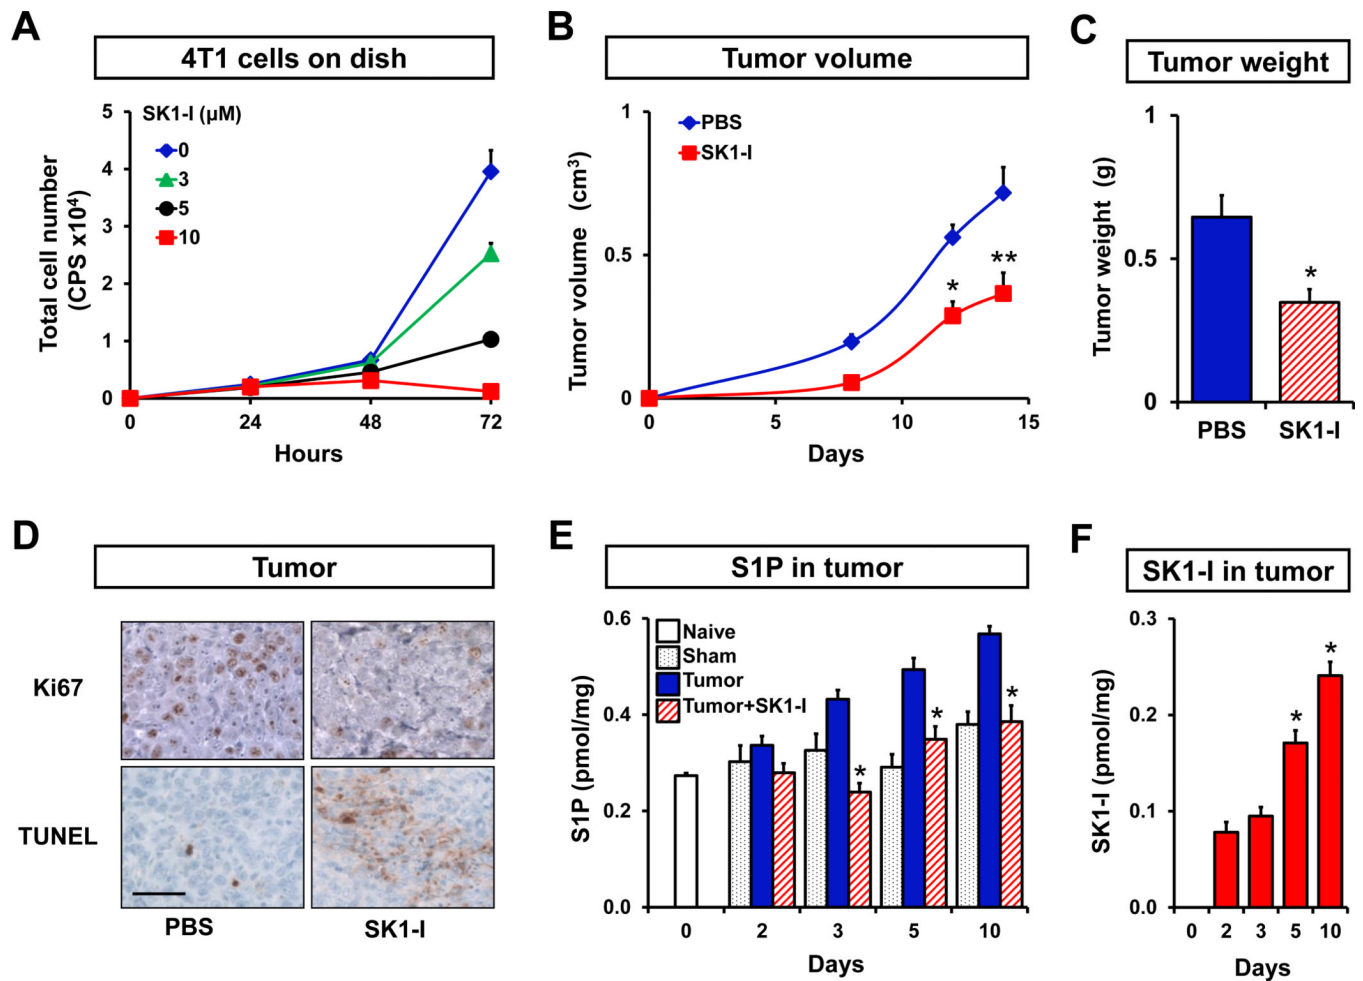 A
4T1 cells on dish
SK1-I (µM)
0
3
5
10
Total cell number
(CPS x10⁴)
5
4
3
2
1
0
0 24 48 72
Hours
B
Tumor volume
PBS
SK1-I
Tumor volume (cm³)
1
0.5
0
0 5 10 15
*
**
Days
C
Tumor weight
Tumor weight (g)
1
0.5
0
*
PBS SK1-I
D
Tumor
Ki67
TUNEL
PBS SK1-I
E
S1P in tumor
Naive
Sham
Tumor
Tumor+SK1-I
S1P (pmol/mg)
0.6
0.4
0.2
0.0
*
*
*
0 2 3 5 10
Days
F
SK1-I in tumor
SK1-I (pmol/mg)
0.3
0.2
0.1
0.0
*
*
0 2 3 5 10
Days